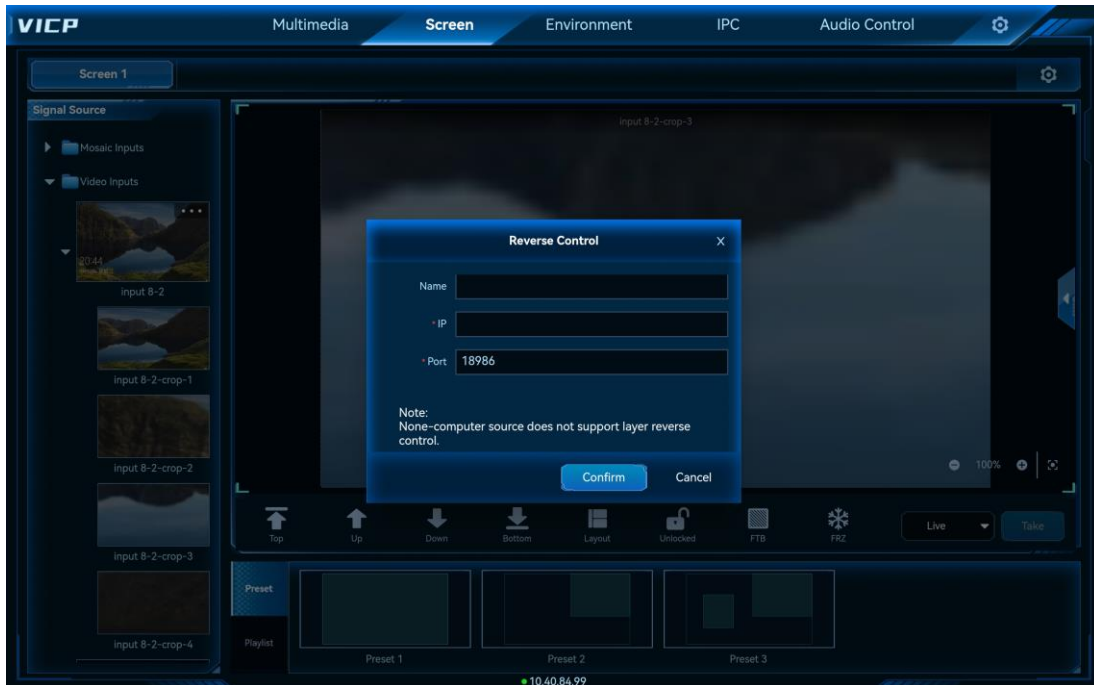 VICP
Multimedia
Screen
Environment
IPC
Audio Control
Screen 1
Signal Source
input 8-2-crop-3
Mosaic Inputs
Video Inputs
20:44
input 8-2
input 8-2-crop-1
input 8-2-crop-2
input 8-2-crop-3
input 8-2-crop-4
Reverse Control
X
Name
* IP
* Port 18986
Note:
None-computer source does not support layer reverse
control.
Confirm
Cancel
100%
Top
Up
Down
Bottom
Layout
Unlocked
FTB
FRZ
Live
Take
Preset
Playlist
Preset 1
Preset 2
Preset 3
10.40.84.99